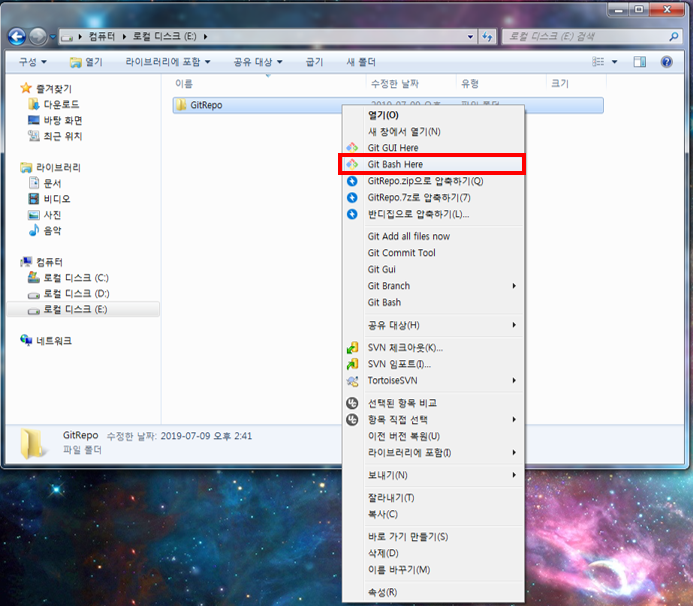 컴퓨터 ▸ 로컬 디스크 (E:) ▸
로컬 디스크 (E:) 검색
구성 열기 라이브러리에 포함 공유 대상 굽기 새 폴더
이름 수정한 날짜 유형 크기
즐겨찾기
다운로드
바탕 화면
최근 위치
라이브러리
문서
비디오
사진
음악
컴퓨터
로컬 디스크 (C:)
로컬 디스크 (D:)
로컬 디스크 (E:)
네트워크
GitRepo 2019-07-09 오후 파일 폴더
열기(O)
새 창에서 열기(N)
Git GUI Here
Git Bash Here
GitRepo.zip으로 압축하기(Q)
GitRepo.7z로 압축하기(7)
반디집으로 압축하기(L)...
Git Add all files now
Git Commit Tool
Git Gui
Git Branch
Git Bash
공유 대상(H)
SVN 체크아웃(K)...
SVN 임포트(I)...
TortoiseSVN
선택된 항목 비교
항목 직접 선택
이전 버전 복원(U)
라이브러리에 포함(I)
보내기(N)
잘라내기(T)
복사(C)
바로 가기 만들기(S)
삭제(D)
이름 바꾸기(M)
속성(R)
GitRepo 수정한 날짜: 2019-07-09 오후 2:41
파일 폴더